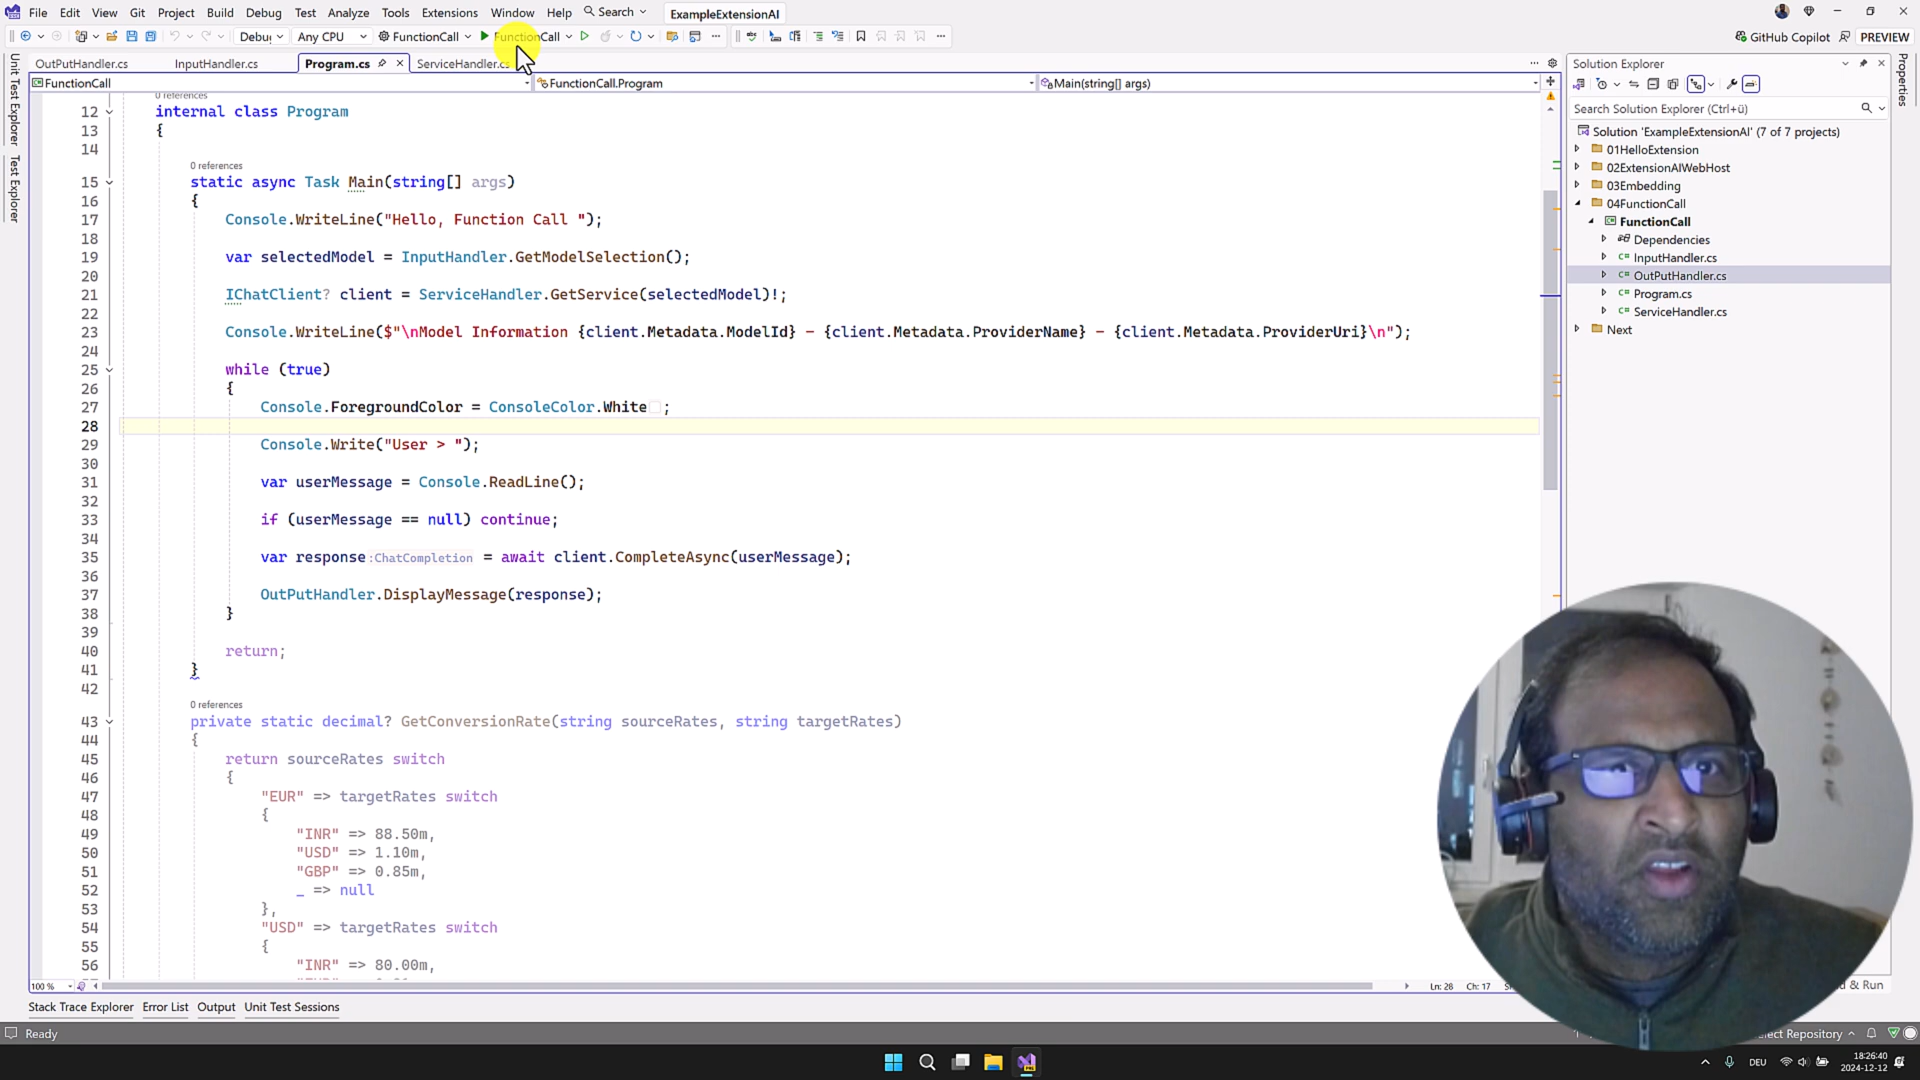 File Edit View Git Project Build Debug Test Analyze Tools Extensions Window Help Search ExampleExtensionAI
Debug Any CPU FunctionCall FunctionCall GitHub Copilot PREVIEW
OutPutHandler.cs InputHandler.cs Program.cs ServiceHandler.cs
FunctionCall FunctionCall.Program Main(string[] args)
Unit Test Explorer
Test Explorer
0 references
12 internal class Program
13 {
14
0 references
15 static async Task Main(string[] args)
16 {
17 Console.WriteLine("Hello, Function Call ");
18
19 var selectedModel = InputHandler.GetModelSelection();
20
21 IChatClient? client = ServiceHandler.GetService(selectedModel)!;
22
23 Console.WriteLine($"\nModel Information {client.Metadata.ModelId} - {client.Metadata.ProviderName} - {client.Metadata.ProviderUri}\n");
24
25 while (true)
26 {
27 Console.ForegroundColor = ConsoleColor.White ;
28
29 Console.Write("User > ");
30
31 var userMessage = Console.ReadLine();
32
33 if (userMessage == null) continue;
34
35 var response:ChatCompletion = await client.CompleteAsync(userMessage);
36
37 OutPutHandler.DisplayMessage(response);
38 }
39
40 return;
41 }
42
0 references
43 private static decimal? GetConversionRate(string sourceRates, string targetRates)
44 {
45 return sourceRates switch
46 {
47 "EUR" => targetRates switch
48 {
49 "INR" => 88.50m,
50 "USD" => 1.10m,
51 "GBP" => 0.85m,
52 _ => null
53 },
54 "USD" => targetRates switch
55 {
56 "INR" => 80.00m,
100 % Ln: 28 Ch: 17
Solution Explorer
Search Solution Explorer (Ctrl+ü)
Solution 'ExampleExtensionAI' (7 of 7 projects)
01HelloExtension
02ExtensionAIWebHost
03Embedding
04FunctionCall
FunctionCall
Dependencies
InputHandler.cs
OutPutHandler.cs
Program.cs
ServiceHandler.cs
Next
Properties
& Run
Stack Trace Explorer Error List Output Unit Test Sessions
Ready Repository
DEU 18:26:40
2024-12-12